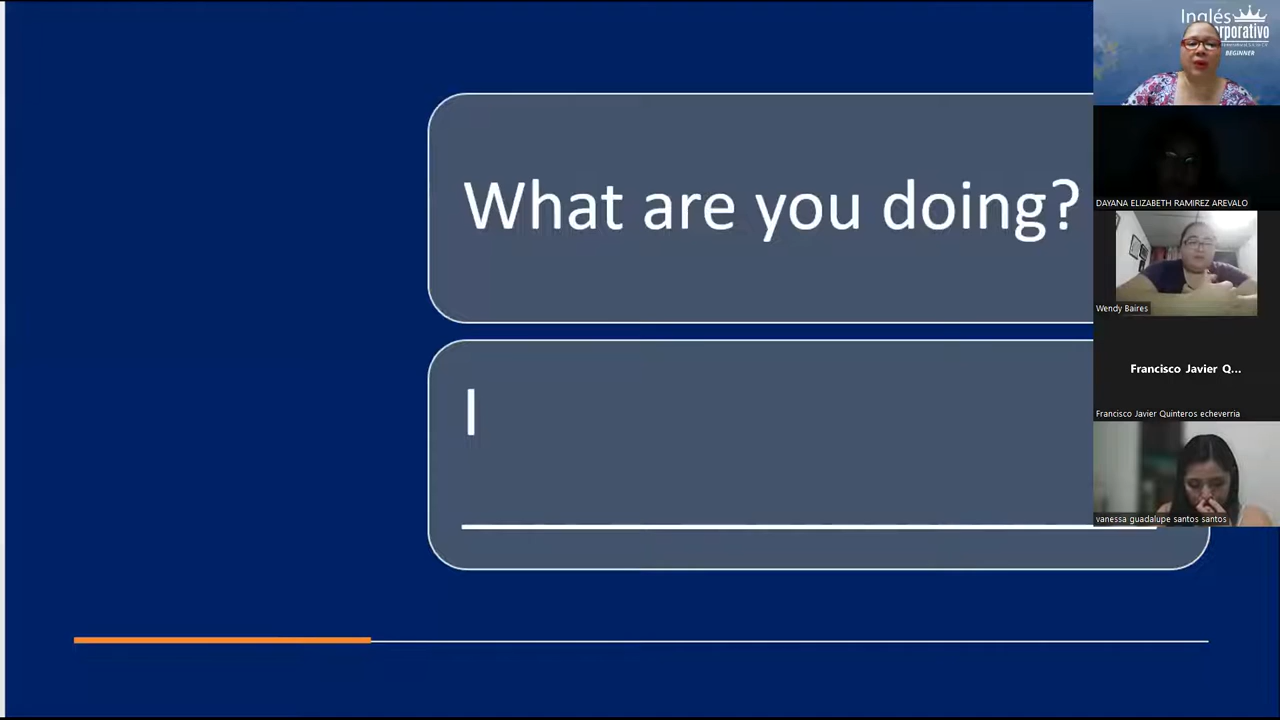 What are you doing?
I
Inglés
rporativo
BEGINNER
DAYANA ELIZABETH RAMIREZ AREVALO
Wendy Baires
Francisco Javier Q...
Francisco Javier Quinteros echeverria
vanessa guadalupe santos santos